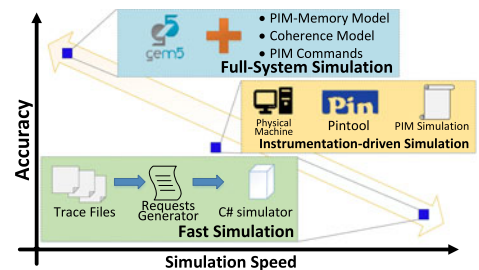 gem5
• PIM-Memory Model
• Coherence Model
• PIM Commands
Full-System Simulation
Physical
Machine
Pin
Pintool
PIM Simulation
Instrumentation-driven Simulation
Trace Files
Requests
Generator
C# simulator
Fast Simulation
Accuracy
Simulation Speed